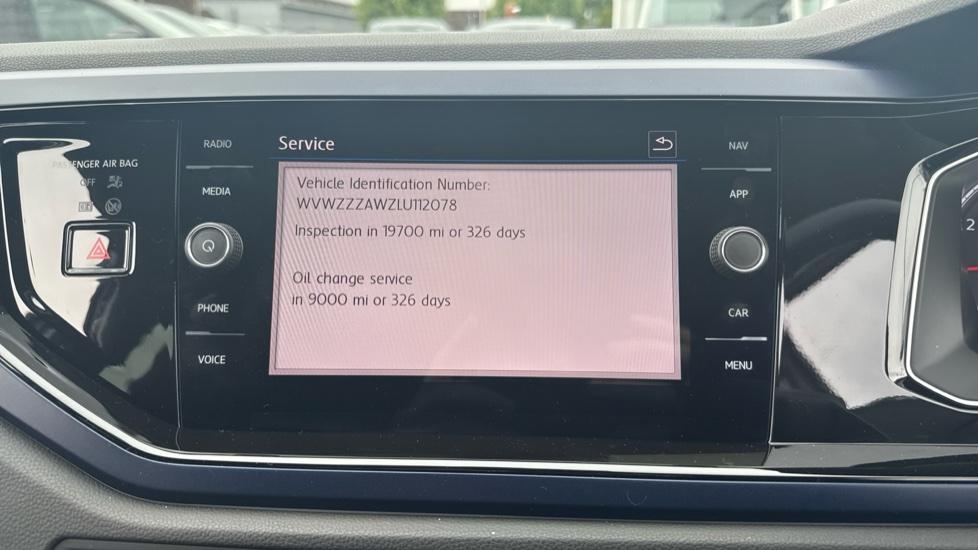 PASSENGER AIR BAG
OFF
RADIO
MEDIA
PHONE
VOICE
Service
Vehicle Identification Number:
WVWZZZAWZLU112078
Inspection in 19700 mi or 326 days
Oil change service
in 9000 mi or 326 days
NAV
APP
CAR
MENU
2